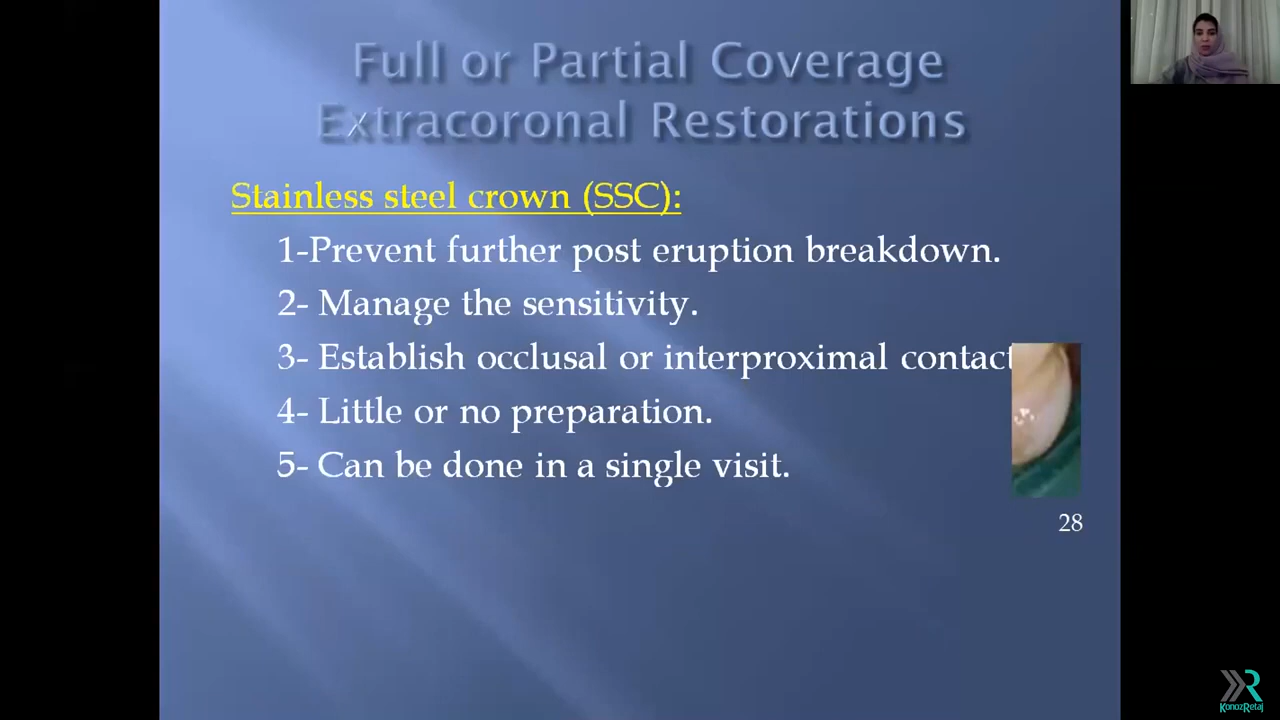 Full or Partial Coverage
Extracoronal Restorations
Stainless steel crown (SSC):
1-Prevent further post eruption breakdown.
2- Manage the sensitivity.
3- Establish occlusal or interproximal contact
4- Little or no preparation.
5- Can be done in a single visit.
28
KonozRetaj